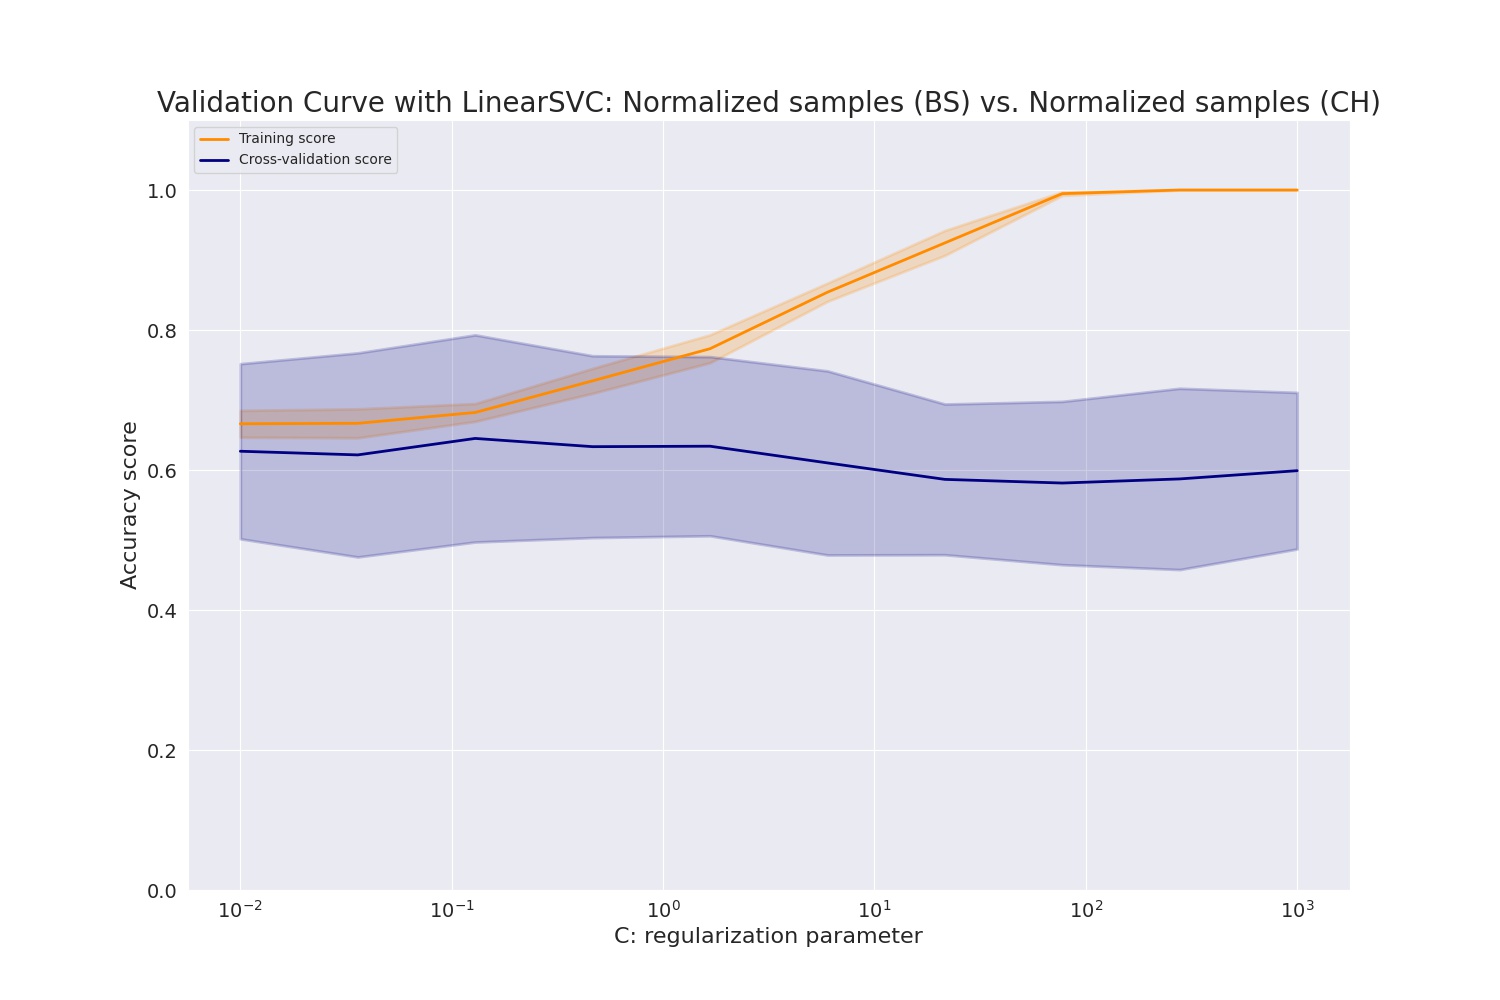 Validation Curve with LinearSVC: Normalized samples (BS) vs. Normalized samples (CH)
Training score
Cross-validation score
1.0
0.8
0.6
0.4
0.2
0.0
Accuracy score
10⁻² 10⁻¹ 10⁰ 10¹ 10² 10³
C: regularization parameter